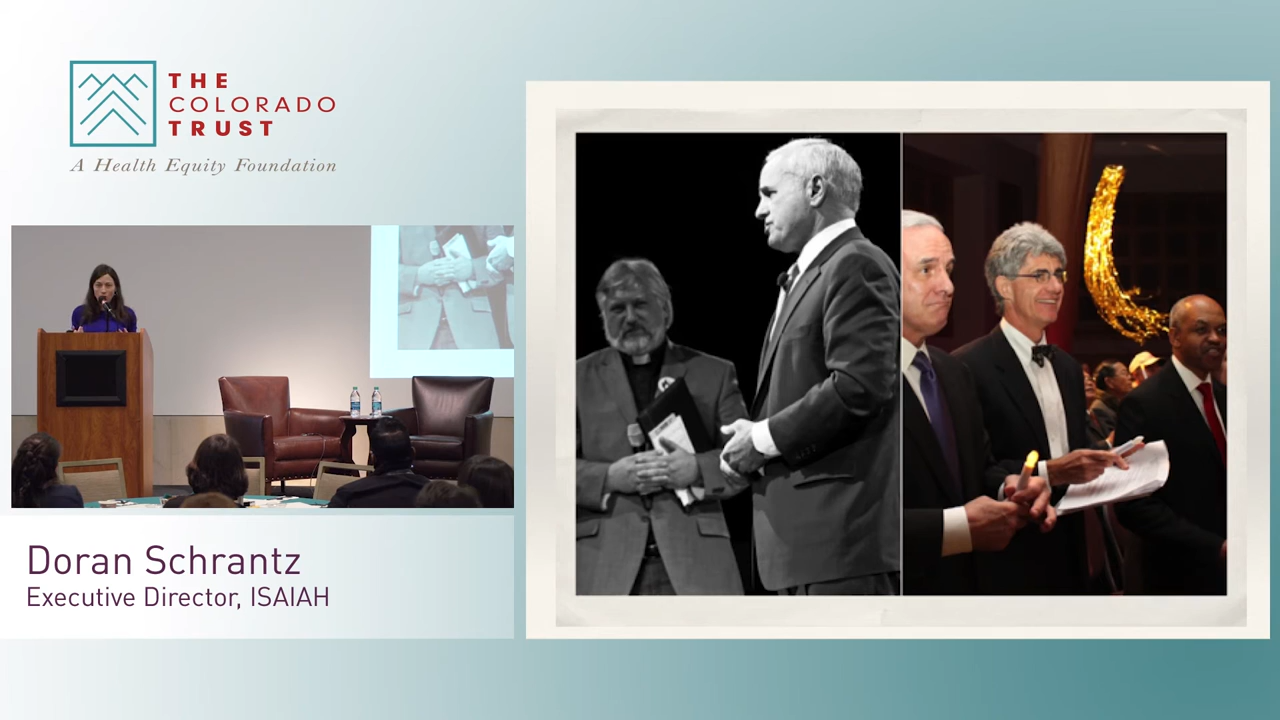 THE
COLORADO
TRUST
A Health Equity Foundation
Doran Schrantz
Executive Director, ISAIAH